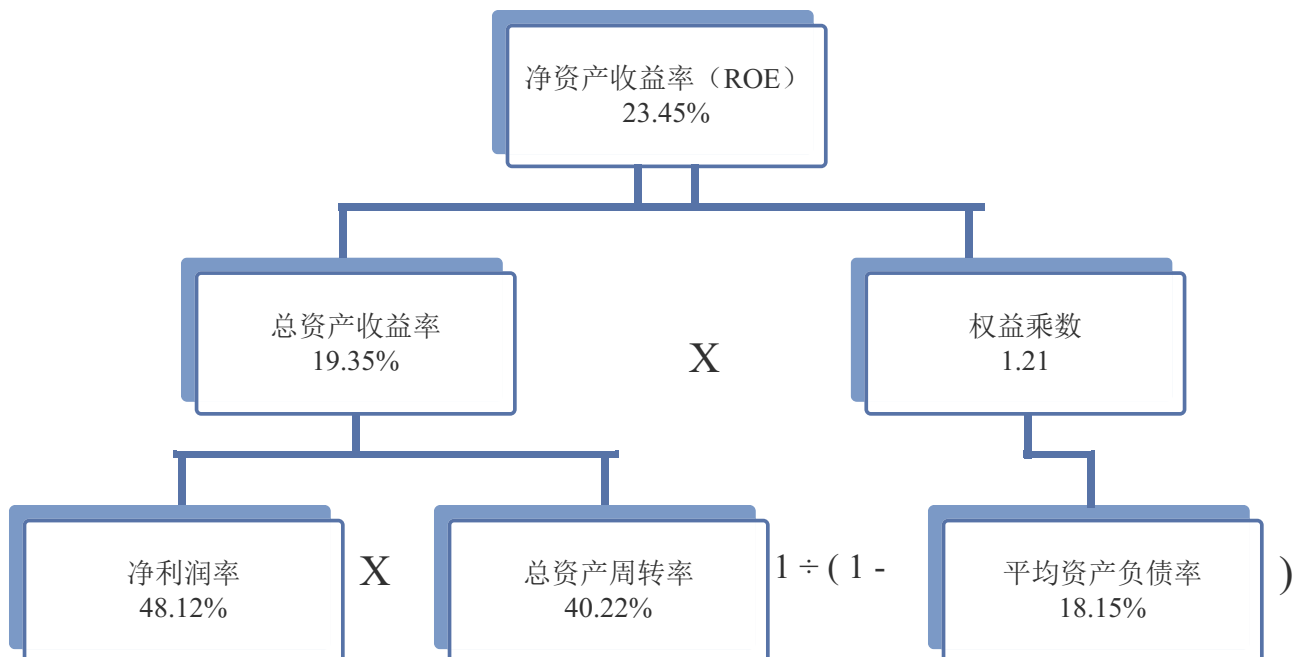 净资产收益率（ROE）
23.45%
总资产收益率
19.35%
X
权益乘数
1.21
净利润率
48.12%
X
总资产周转率
40.22%
1 ÷ ( 1 -
平均资产负债率
18.15%
)